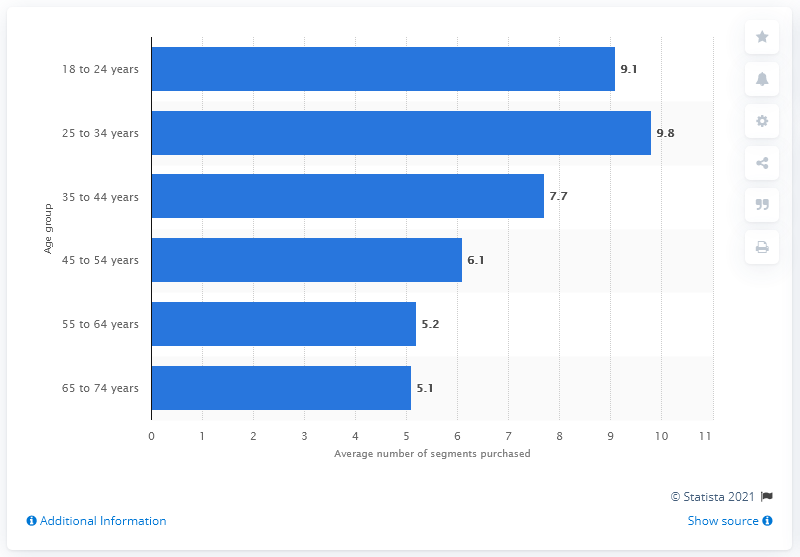 18 to 24 years 9.1
25 to 34 years 9.8
35 to 44 years 7.7
45 to 54 years 6.1
55 to 64 years 5.2
65 to 74 years 5.1
Age group
0 1 2 3 4 5 6 7 8 9 10 11
Average number of segments purchased
© Statista 2021
Additional Information
Show source